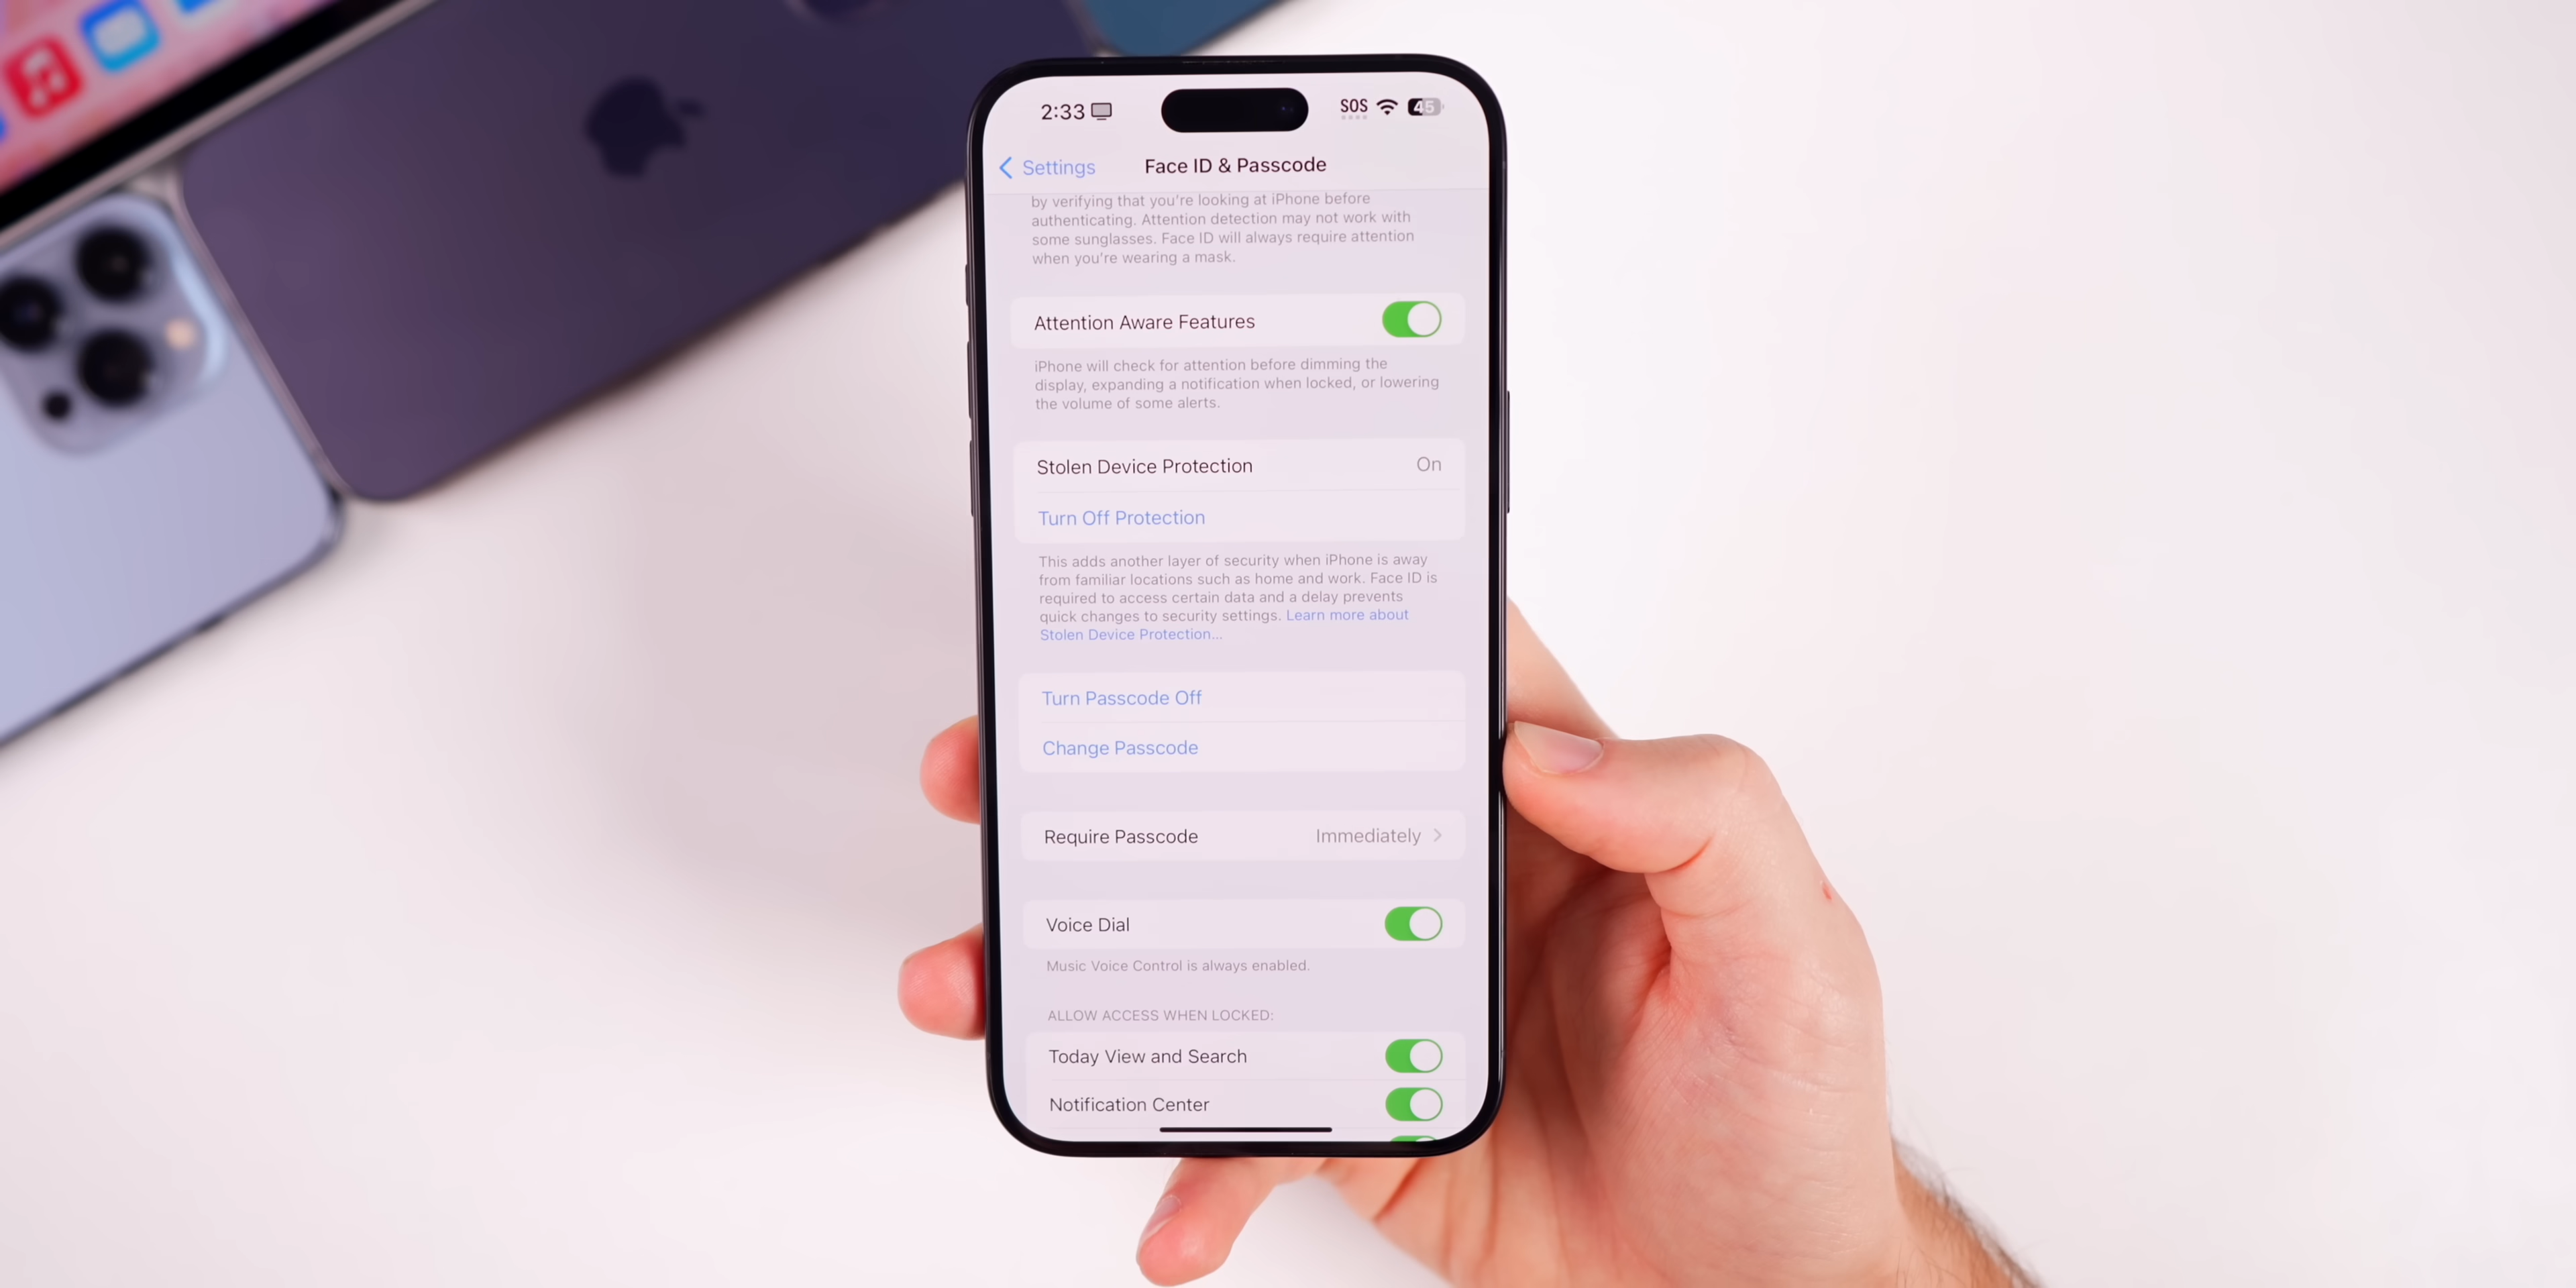 2:33 SOS 45
Settings Face ID & Passcode
by verifying that you're looking at iPhone before
authenticating. Attention detection may not work with
some sunglasses. Face ID will always require attention
when you're wearing a mask.
Attention Aware Features
iPhone will check for attention before dimming the
display, expanding a notification when locked, or lowering
the volume of some alerts.
Stolen Device Protection On
Turn Off Protection
This adds another layer of security when iPhone is away
from familiar locations such as home and work. Face ID is
required to access certain data and a delay prevents
quick changes to security settings. Learn more about
Stolen Device Protection...
Turn Passcode Off
Change Passcode
Require Passcode Immediately
Voice Dial
Music Voice Control is always enabled.
ALLOW ACCESS WHEN LOCKED:
Today View and Search
Notification Center